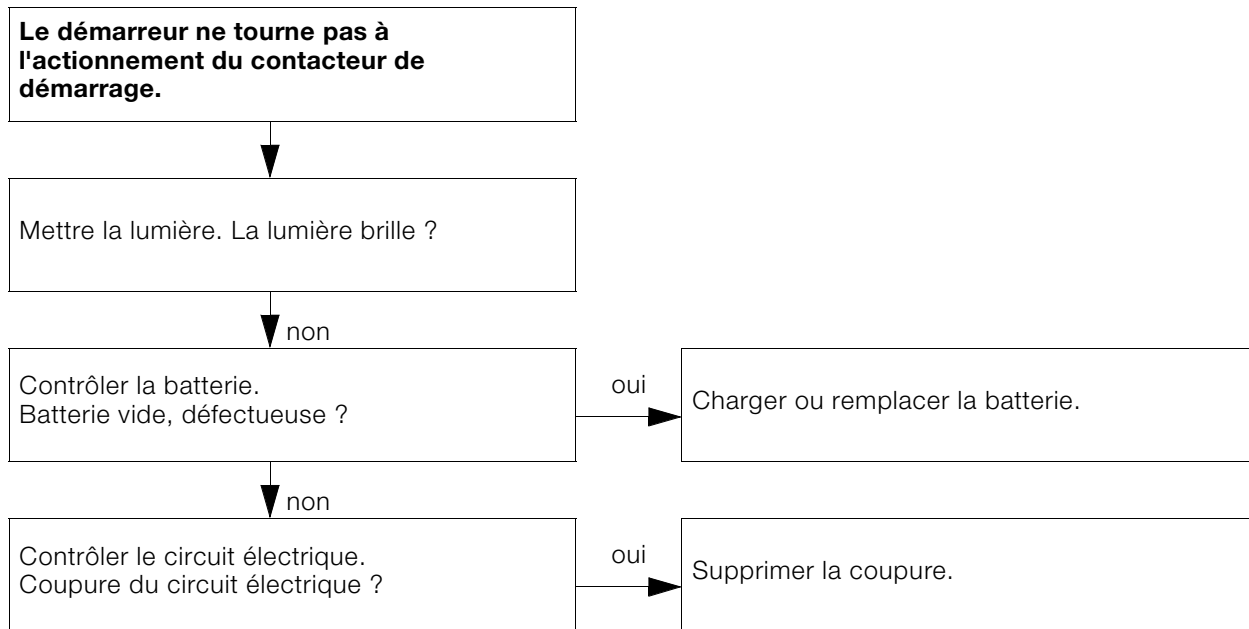 Le démarreur ne tourne pas à
l'actionnement du contacteur de
démarrage.
Mettre la lumière. La lumière brille ?
non
Contrôler la batterie.
Batterie vide, défectueuse ?
oui
Charger ou remplacer la batterie.
non
Contrôler le circuit électrique.
Coupure du circuit électrique ?
oui
Supprimer la coupure.